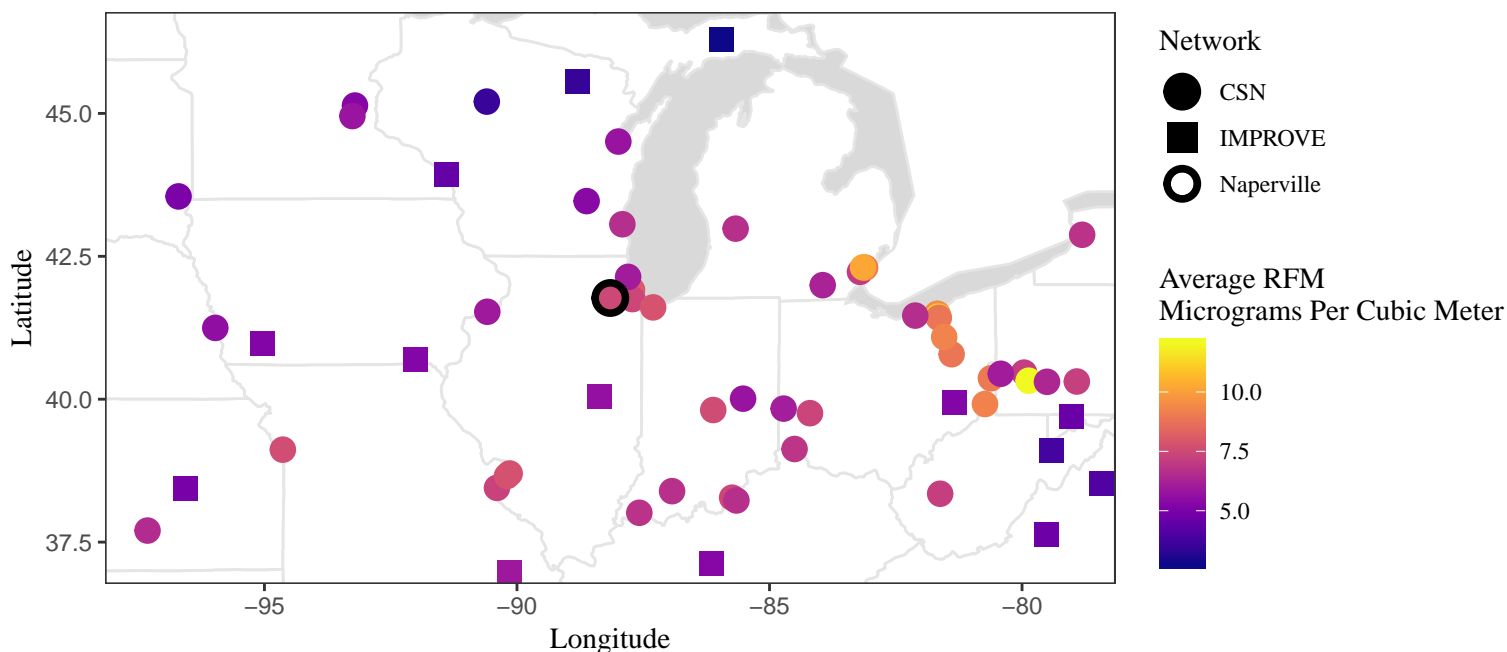 Network
CSN
IMPROVE
Naperville
Average RFM
Micrograms Per Cubic Meter
10.0
7.5
5.0
Latitude
45.0
42.5
40.0
37.5
−95
−90
−85
−80
Longitude